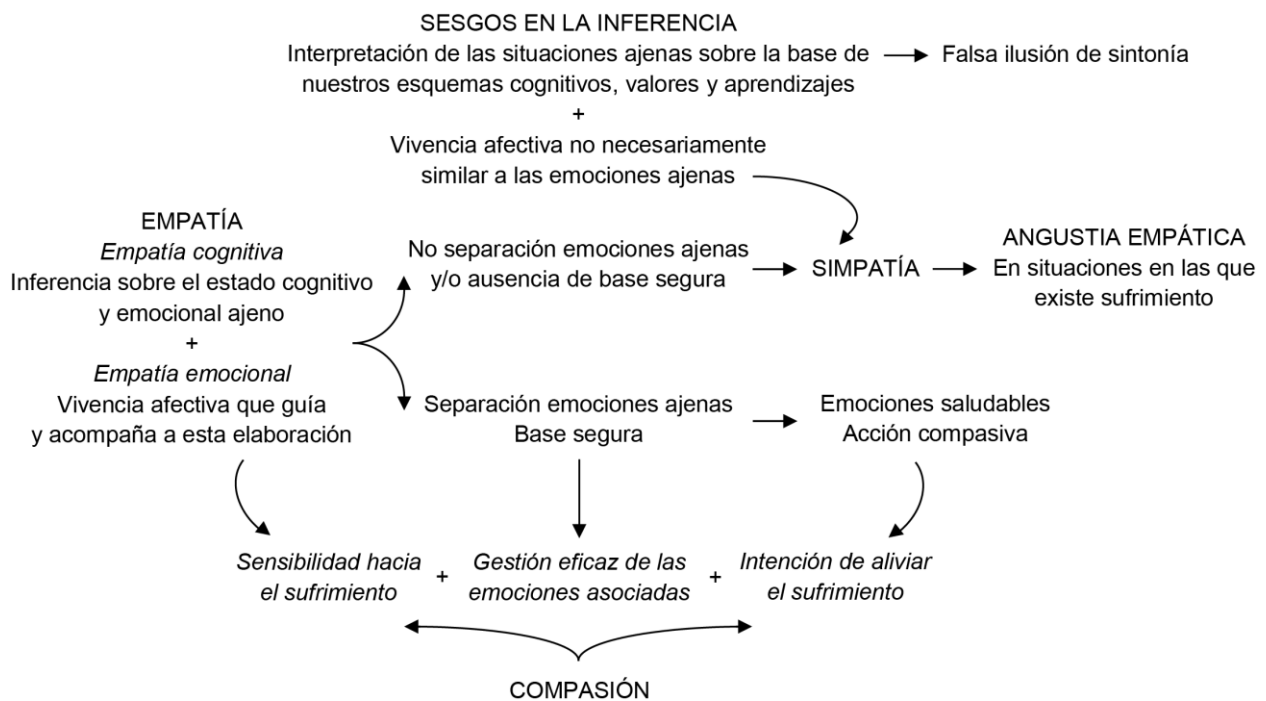 SESGOS EN LA INFERENCIA
Interpretación de las situaciones ajenas sobre la base de
nuestros esquemas cognitivos, valores y aprendizajes
Falsa ilusión de sintonía
+
Vivencia afectiva no necesariamente
similar a las emociones ajenas
EMPATÍA
Empatía cognitiva
Inferencia sobre el estado cognitivo
y emocional ajeno
+
Empatía emocional
Vivencia afectiva que guía
y acompaña a esta elaboración
No separación emociones ajenas
y/o ausencia de base segura
SIMPATÍA
ANGUSTIA EMPÁTICA
En situaciones en las que
existe sufrimiento
Separación emociones ajenas
Base segura
Emociones saludables
Acción compasiva
Sensibilidad hacia
el sufrimiento
+
Gestión eficaz de las
emociones asociadas
+
Intención de aliviar
el sufrimiento
COMPASIÓN